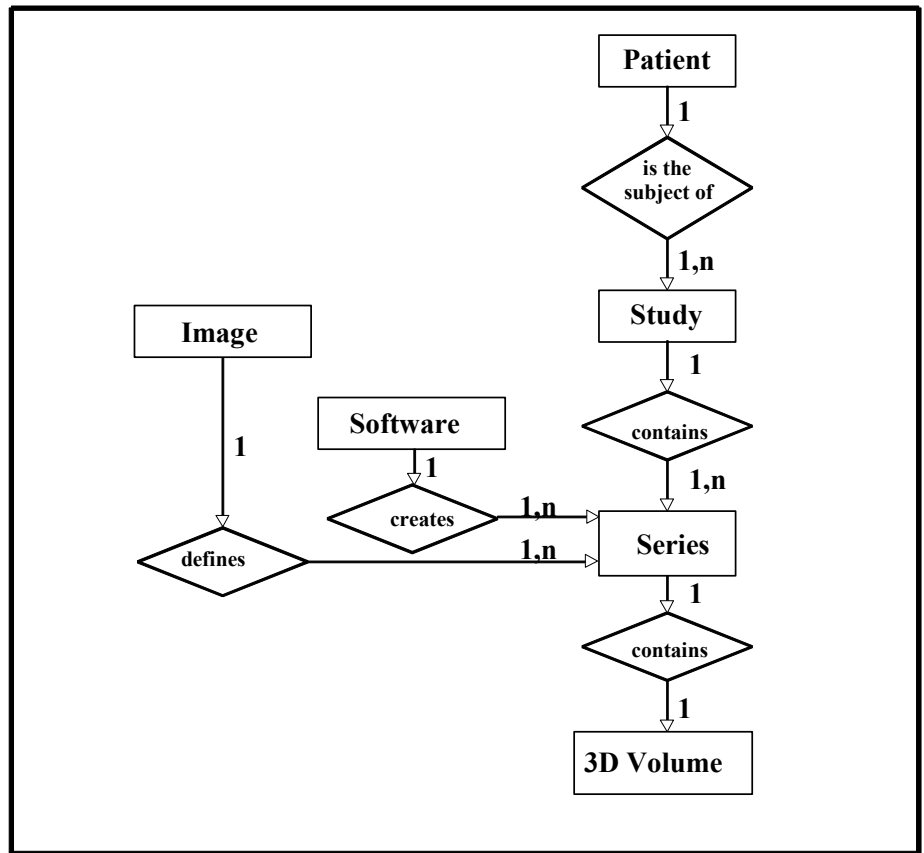 Patient
1
is the
subject of
1,n
Study
Image
1
Software
contains
1
1
1,n
creates
1,n
Series
defines
1,n
1
contains
1
3D Volume